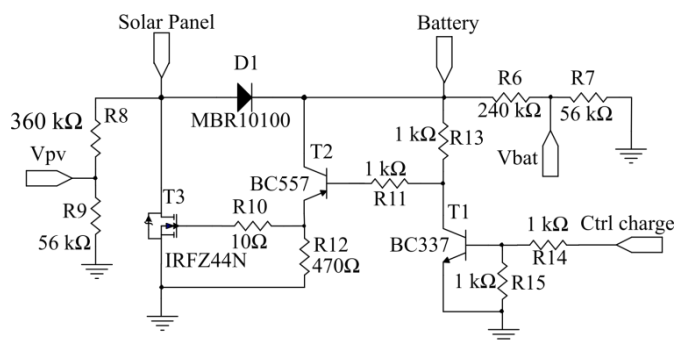 Solar Panel
Battery
D1
R6
R7
360 kΩ
R8
MBR10100
240 kΩ
56 kΩ
1 kΩ
R13
Vpv
T2
1 kΩ
Vbat
T3
BC557
R11
R9
R10
T1
1 kΩ
Ctrl charge
56 kΩ
10Ω
R12
BC337
R14
IRFZ44N
470Ω
1 kΩ
R15